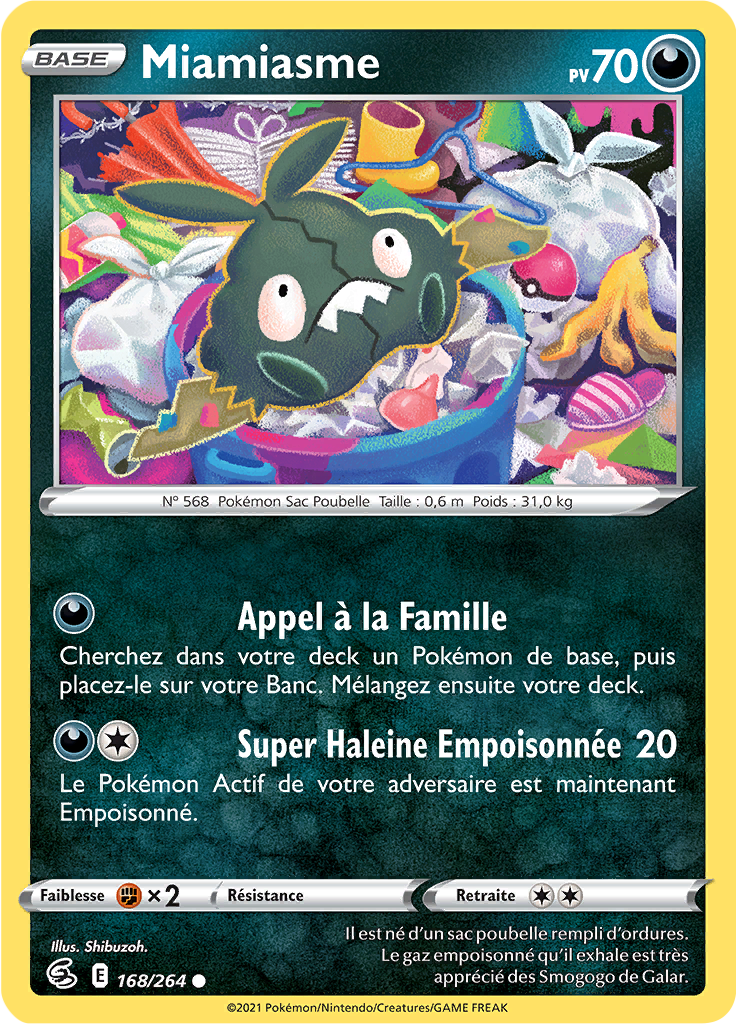 BASE
Miamiasme
PV 70
N° 568 Pokémon Sac Poubelle Taille : 0,6 m Poids : 31,0 kg
Appel à la Famille
Cherchez dans votre deck un Pokémon de base, puis
placez-le sur votre Banc. Mélangez ensuite votre deck.
Super Haleine Empoisonnée 20
Le Pokémon Actif de votre adversaire est maintenant
Empoisonné.
Faiblesse ×2 Résistance Retraite
Illus. Shibuzoh.
Il est né d'un sac poubelle rempli d'ordures.
Le gaz empoisonné qu'il exhale est très
apprécié des Smogogo de Galar.
E 168/264
©2021 Pokémon/Nintendo/Creatures/GAME FREAK